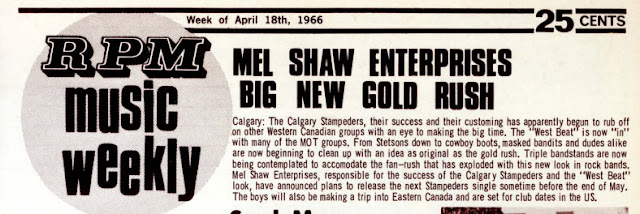 Week of April 18th, 1966
25 CENTS
RPM
music
weekly
MEL SHAW ENTERPRISES
BIG NEW GOLD RUSH
Calgary: The Calgary Stampeders, their success and their customing has apparently begun to rub off
on other Western Canadian groups with an eye to making the big time. The "West Beat" is now "in"
with many of the MOT groups. From Stetsons down to cowboy boots, masked bandits and dudes alike
are now beginning to clean up with an idea as original as the gold rush. Triple bandstands are now
being contemplated to accomodate the fan-rush that has exploded with this new look in rock bands.
Mel Shaw Enterprises, responsible for the success of the Calgary Stampeders and the "West Beat"
look, have announced plans to release the next Stampeders single sometime before the end of May.
The boys will also be making a trip into Eastern Canada and are set for club dates in the US.